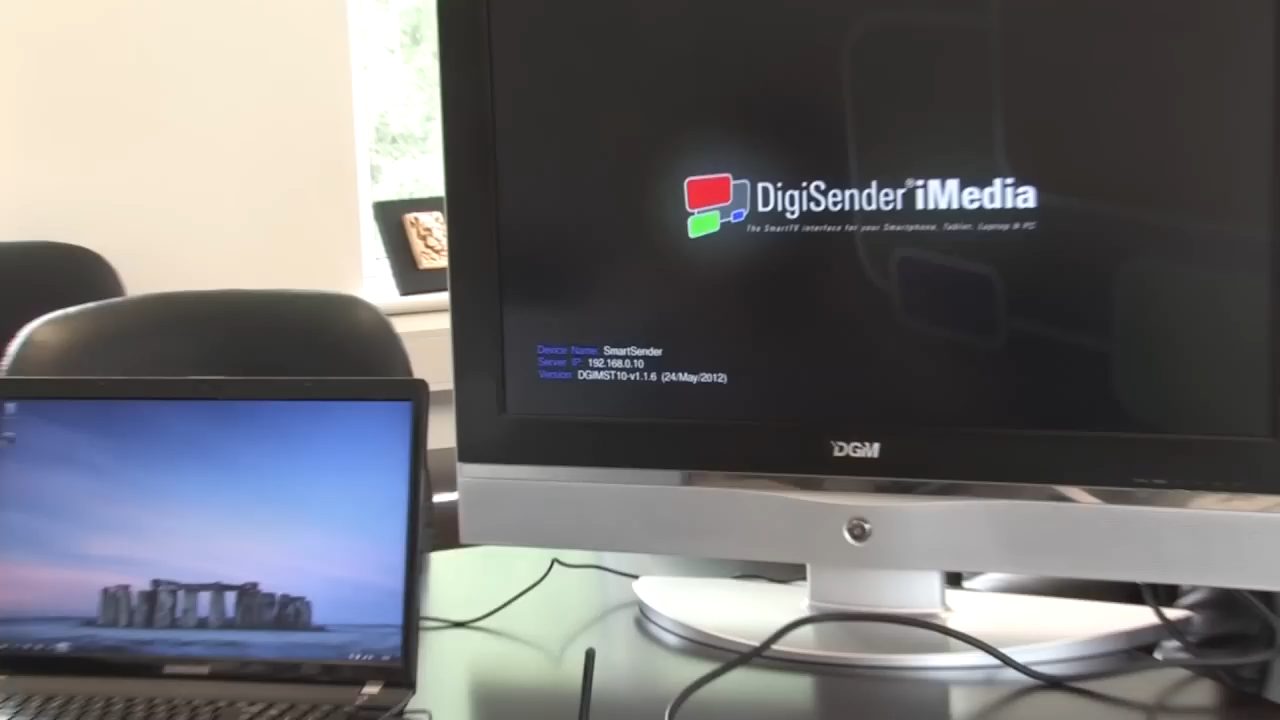 DigiSender® iMedia
The SmartTV interface for your Smartphone, Tablet, Laptop & PC
Device Name: SmartSender
Server IP: 192.168.0.10
Version: DGIMST10-v1.1.6 (24/May/2012)
DGM